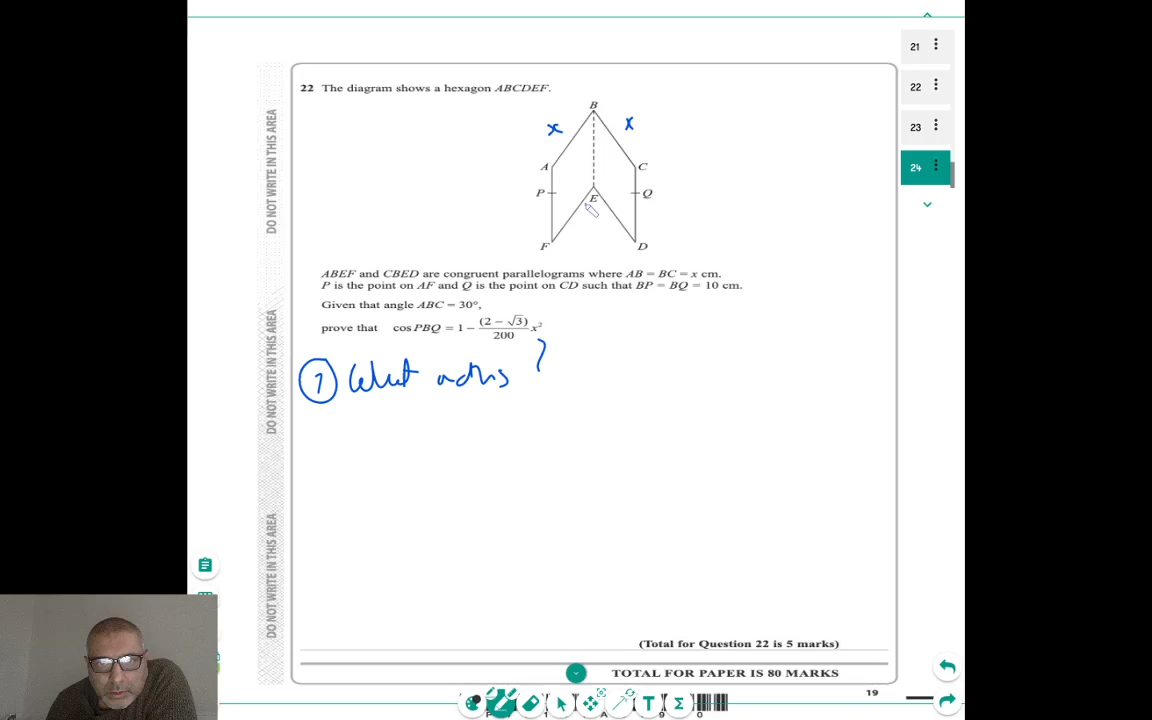 21
22
23
24
DO NOT WRITE IN THIS AREA
DO NOT WRITE IN THIS AREA
DO NOT WRITE IN THIS AREA
22 The diagram shows a hexagon ABCDEF.
B
x x
A C
P Q
E
F D
ABEF and CBED are congruent parallelograms where AB = BC = x cm.
P is the point on AF and Q is the point on CD such that BP = BQ = 10 cm.
Given that angle ABC = 30°,
prove that cos PBQ = 1 − (2 − √3)/200 x²
① What maths ?
(Total for Question 22 is 5 marks)
TOTAL FOR PAPER IS 80 MARKS
19
T Σ